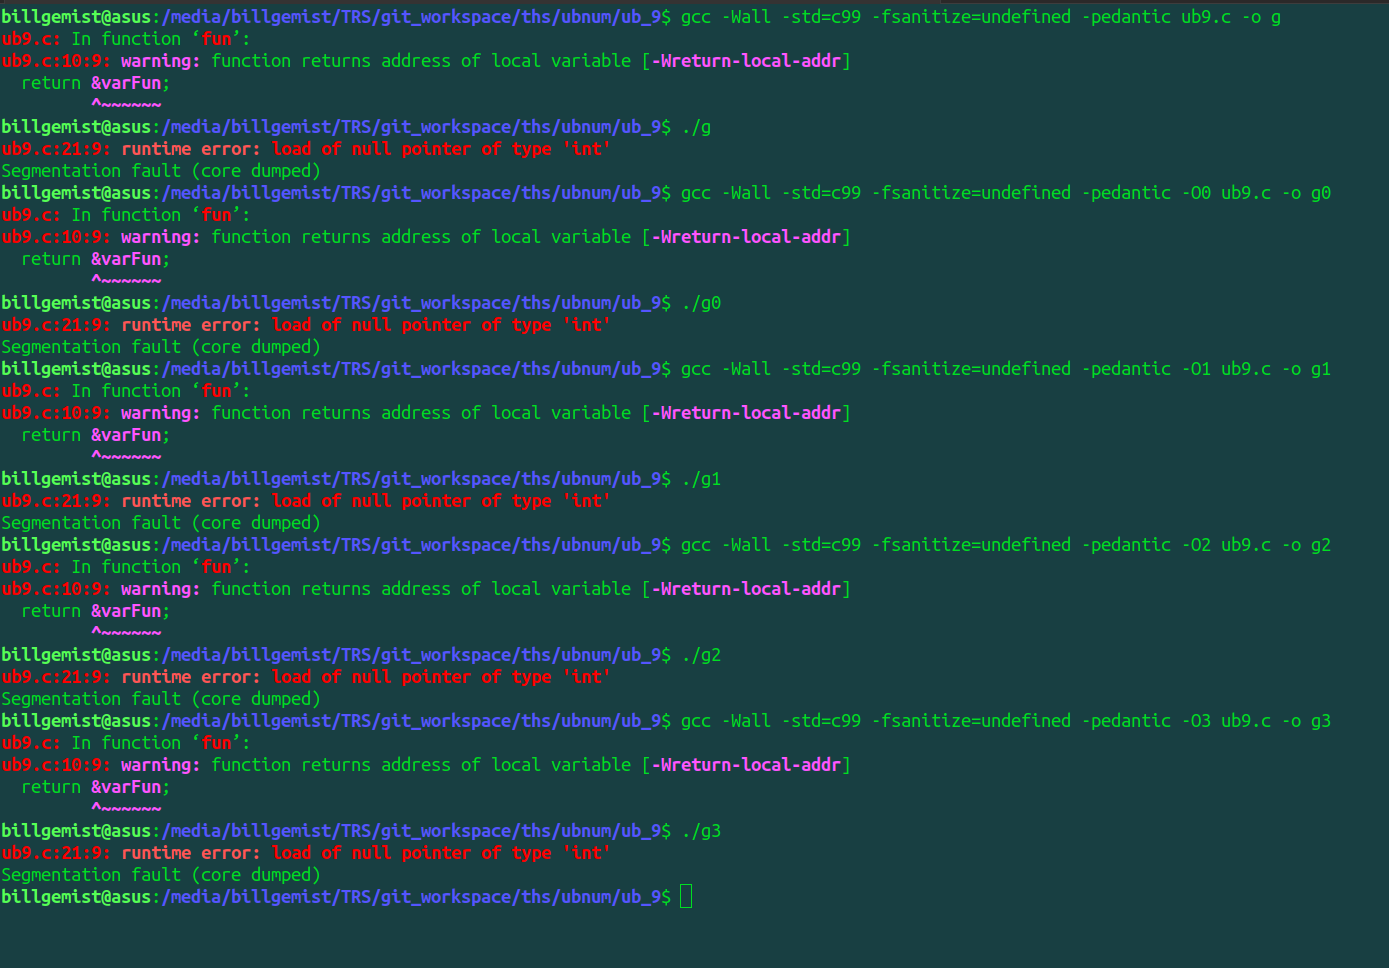 billgemist@asus:/media/billgemist/TRS/git_workspace/ths/ubnum/ub_9$ gcc -Wall -std=c99 -fsanitize=undefined -pedantic ub9.c -o g
ub9.c: In function ‘fun’:
ub9.c:10:9: warning: function returns address of local variable [-Wreturn-local-addr]
  return &varFun;
         ^~~~~~~
billgemist@asus:/media/billgemist/TRS/git_workspace/ths/ubnum/ub_9$ ./g
ub9.c:21:9: runtime error: load of null pointer of type 'int'
Segmentation fault (core dumped)
billgemist@asus:/media/billgemist/TRS/git_workspace/ths/ubnum/ub_9$ gcc -Wall -std=c99 -fsanitize=undefined -pedantic -O0 ub9.c -o g0
ub9.c: In function ‘fun’:
ub9.c:10:9: warning: function returns address of local variable [-Wreturn-local-addr]
  return &varFun;
         ^~~~~~~
billgemist@asus:/media/billgemist/TRS/git_workspace/ths/ubnum/ub_9$ ./g0
ub9.c:21:9: runtime error: load of null pointer of type 'int'
Segmentation fault (core dumped)
billgemist@asus:/media/billgemist/TRS/git_workspace/ths/ubnum/ub_9$ gcc -Wall -std=c99 -fsanitize=undefined -pedantic -O1 ub9.c -o g1
ub9.c: In function ‘fun’:
ub9.c:10:9: warning: function returns address of local variable [-Wreturn-local-addr]
  return &varFun;
         ^~~~~~~
billgemist@asus:/media/billgemist/TRS/git_workspace/ths/ubnum/ub_9$ ./g1
ub9.c:21:9: runtime error: load of null pointer of type 'int'
Segmentation fault (core dumped)
billgemist@asus:/media/billgemist/TRS/git_workspace/ths/ubnum/ub_9$ gcc -Wall -std=c99 -fsanitize=undefined -pedantic -O2 ub9.c -o g2
ub9.c: In function ‘fun’:
ub9.c:10:9: warning: function returns address of local variable [-Wreturn-local-addr]
  return &varFun;
         ^~~~~~~
billgemist@asus:/media/billgemist/TRS/git_workspace/ths/ubnum/ub_9$ ./g2
ub9.c:21:9: runtime error: load of null pointer of type 'int'
Segmentation fault (core dumped)
billgemist@asus:/media/billgemist/TRS/git_workspace/ths/ubnum/ub_9$ gcc -Wall -std=c99 -fsanitize=undefined -pedantic -O3 ub9.c -o g3
ub9.c: In function ‘fun’:
ub9.c:10:9: warning: function returns address of local variable [-Wreturn-local-addr]
  return &varFun;
         ^~~~~~~
billgemist@asus:/media/billgemist/TRS/git_workspace/ths/ubnum/ub_9$ ./g3
ub9.c:21:9: runtime error: load of null pointer of type 'int'
Segmentation fault (core dumped)
billgemist@asus:/media/billgemist/TRS/git_workspace/ths/ubnum/ub_9$